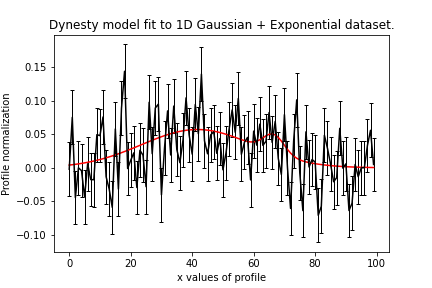 Dynesty model fit to 1D Gaussian + Exponential dataset.
Profile normalization
0.15
0.10
0.05
0.00
−0.05
−0.10
0 20 40 60 80 100
x values of profile